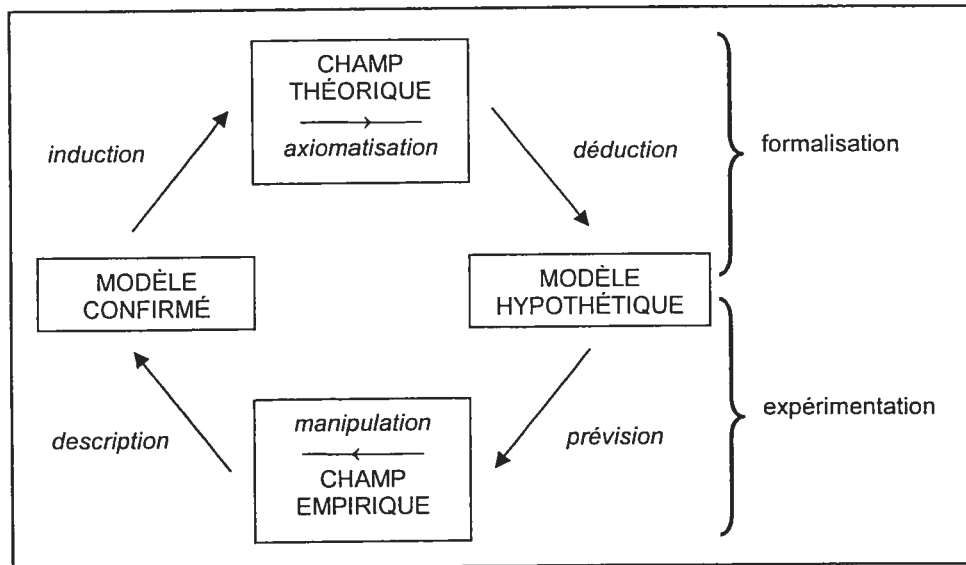 CHAMP
THÉORIQUE
axiomatisation
induction
déduction
formalisation
MODÈLE
CONFIRMÉ
MODÈLE
HYPOTHÉTIQUE
manipulation
CHAMP
EMPIRIQUE
description
prévision
expérimentation